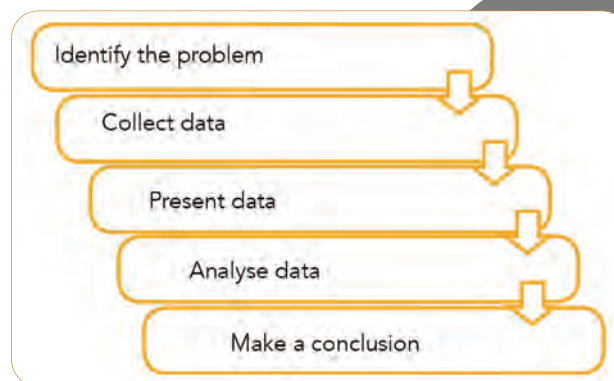 Identify the problem
Collect data
Present data
Analyse data
Make a conclusion